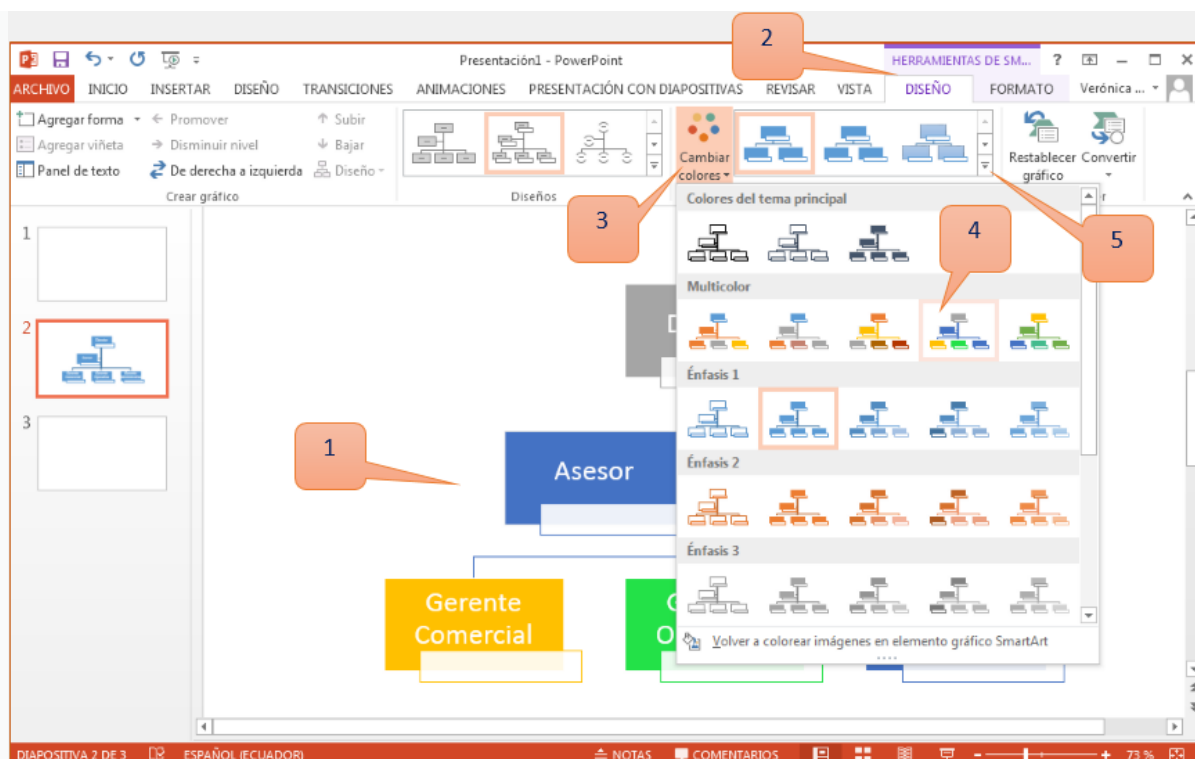 2
Presentación1 - PowerPoint
HERRAMIENTAS DE SM...
?
ARCHIVO INICIO INSERTAR DISEÑO TRANSICIONES ANIMACIONES PRESENTACIÓN CON DIAPOSITIVAS REVISAR VISTA DISEÑO FORMATO Verónica ...
Agregar forma Promover Subir
Agregar viñeta Disminuir nivel Bajar
Panel de texto De derecha a izquierda Diseño
Cambiar
colores
Restablecer
gráfico
Convertir
Crear gráfico
Diseños
r
3
4
5
Colores del tema principal
Multicolor
Énfasis 1
Énfasis 2
Énfasis 3
Volver a colorear imágenes en elemento gráfico SmartArt
1
2
3
D
1
Asesor
Gerente
Comercial
G
O
DIAPOSITIVA 2 DE 3 ESPAÑOL (ECUADOR) NOTAS COMENTARIOS 73 %